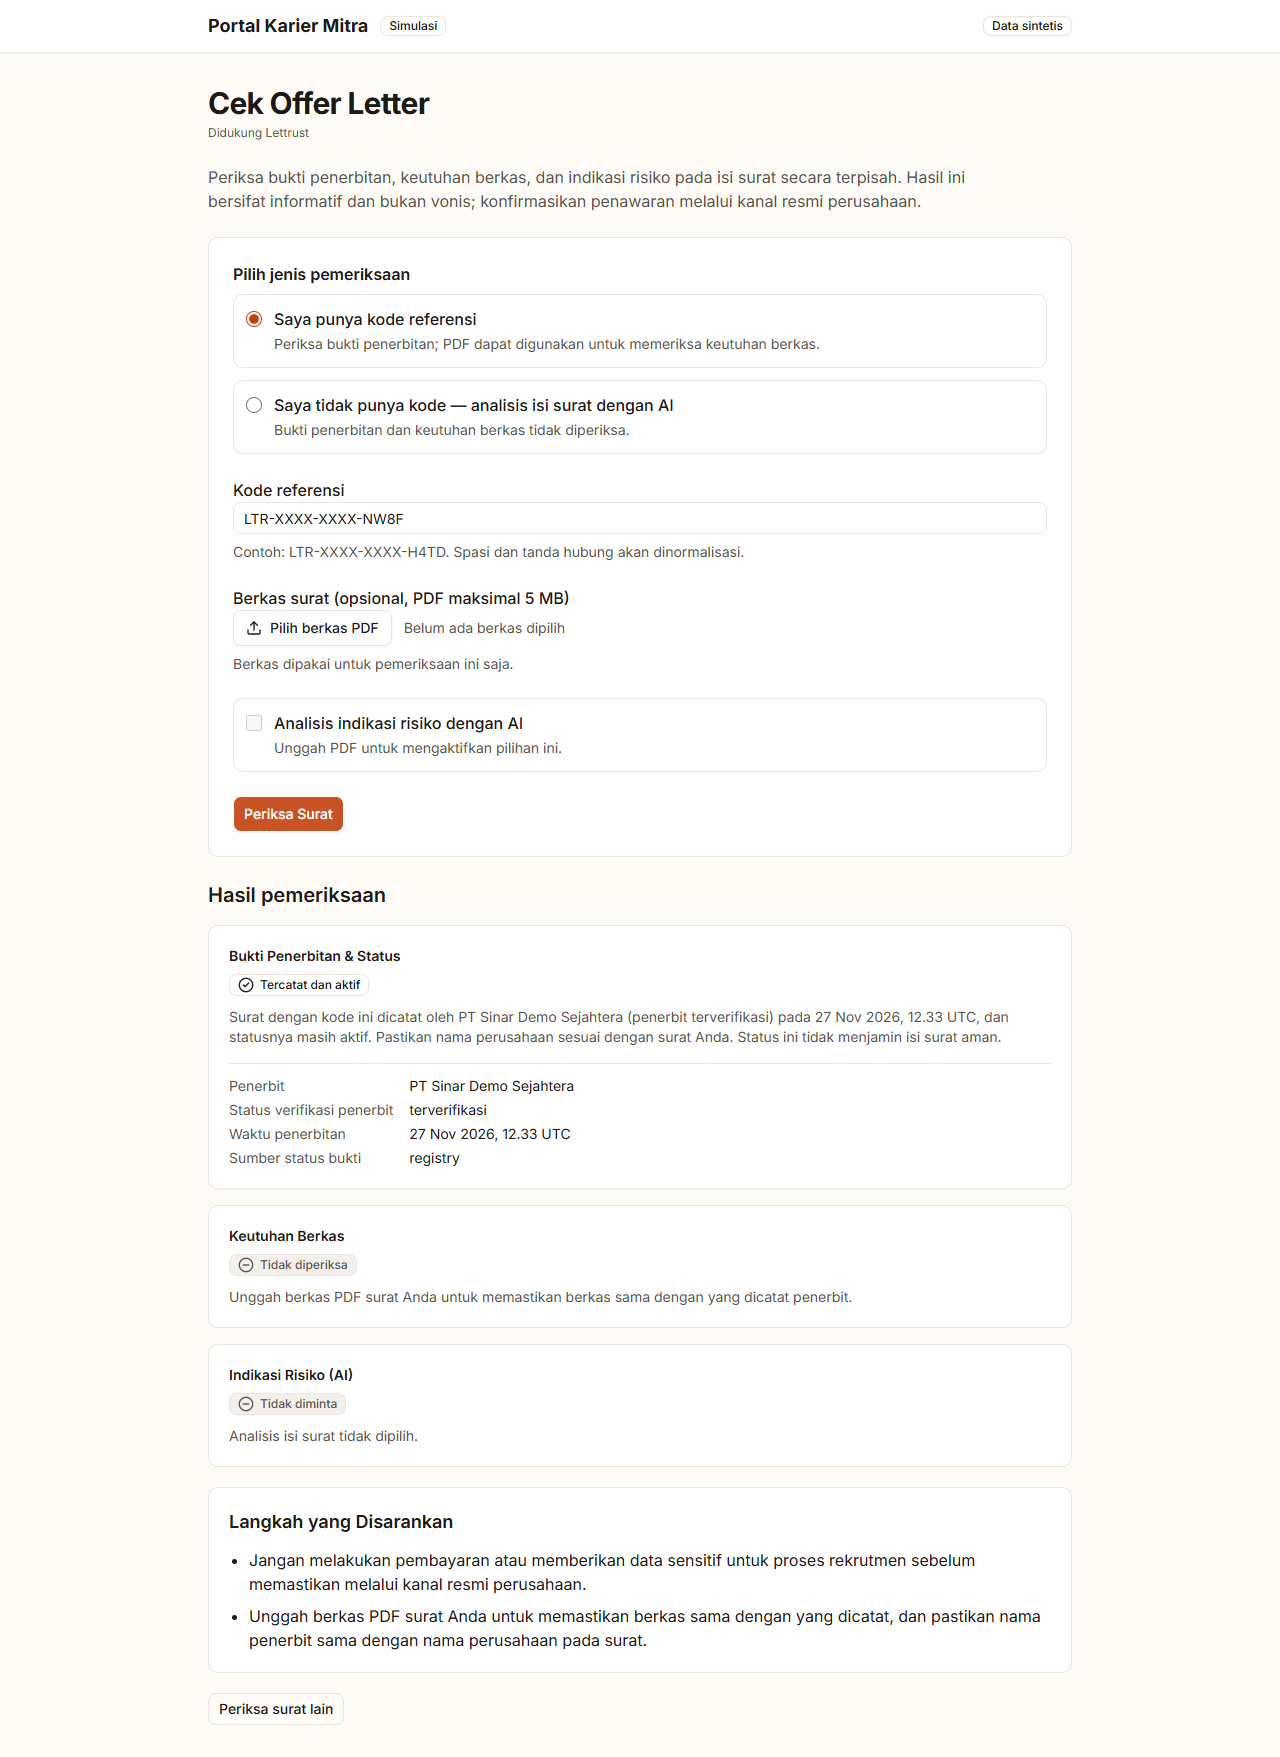 Portal Karier Mitra
Simulasi
Data sintetis
Cek Offer Letter
Didukung Lettrust
Periksa bukti penerbitan, keutuhan berkas, dan indikasi risiko pada isi surat secara terpisah. Hasil ini
bersifat informatif dan bukan vonis; konfirmasikan penawaran melalui kanal resmi perusahaan.
Pilih jenis pemeriksaan
Saya punya kode referensi
Periksa bukti penerbitan; PDF dapat digunakan untuk memeriksa keutuhan berkas.
Saya tidak punya kode — analisis isi surat dengan AI
Bukti penerbitan dan keutuhan berkas tidak diperiksa.
Kode referensi
LTR-XXXX-XXXX-NW8F
Contoh: LTR-XXXX-XXXX-H4TD. Spasi dan tanda hubung akan dinormalisasi.
Berkas surat (opsional, PDF maksimal 5 MB)
Pilih berkas PDF
Belum ada berkas dipilih
Berkas dipakai untuk pemeriksaan ini saja.
Analisis indikasi risiko dengan AI
Unggah PDF untuk mengaktifkan pilihan ini.
Periksa Surat
Hasil pemeriksaan
Bukti Penerbitan & Status
Tercatat dan aktif
Surat dengan kode ini dicatat oleh PT Sinar Demo Sejahtera (penerbit terverifikasi) pada 27 Nov 2026, 12.33 UTC, dan
statusnya masih aktif. Pastikan nama perusahaan sesuai dengan surat Anda. Status ini tidak menjamin isi surat aman.
Penerbit PT Sinar Demo Sejahtera
Status verifikasi penerbit terverifikasi
Waktu penerbitan 27 Nov 2026, 12.33 UTC
Sumber status bukti registry
Keutuhan Berkas
Tidak diperiksa
Unggah berkas PDF surat Anda untuk memastikan berkas sama dengan yang dicatat penerbit.
Indikasi Risiko (AI)
Tidak diminta
Analisis isi surat tidak dipilih.
Langkah yang Disarankan
• Jangan melakukan pembayaran atau memberikan data sensitif untuk proses rekrutmen sebelum
memastikan melalui kanal resmi perusahaan.
• Unggah berkas PDF surat Anda untuk memastikan berkas sama dengan yang dicatat, dan pastikan nama
penerbit sama dengan nama perusahaan pada surat.
Periksa surat lain